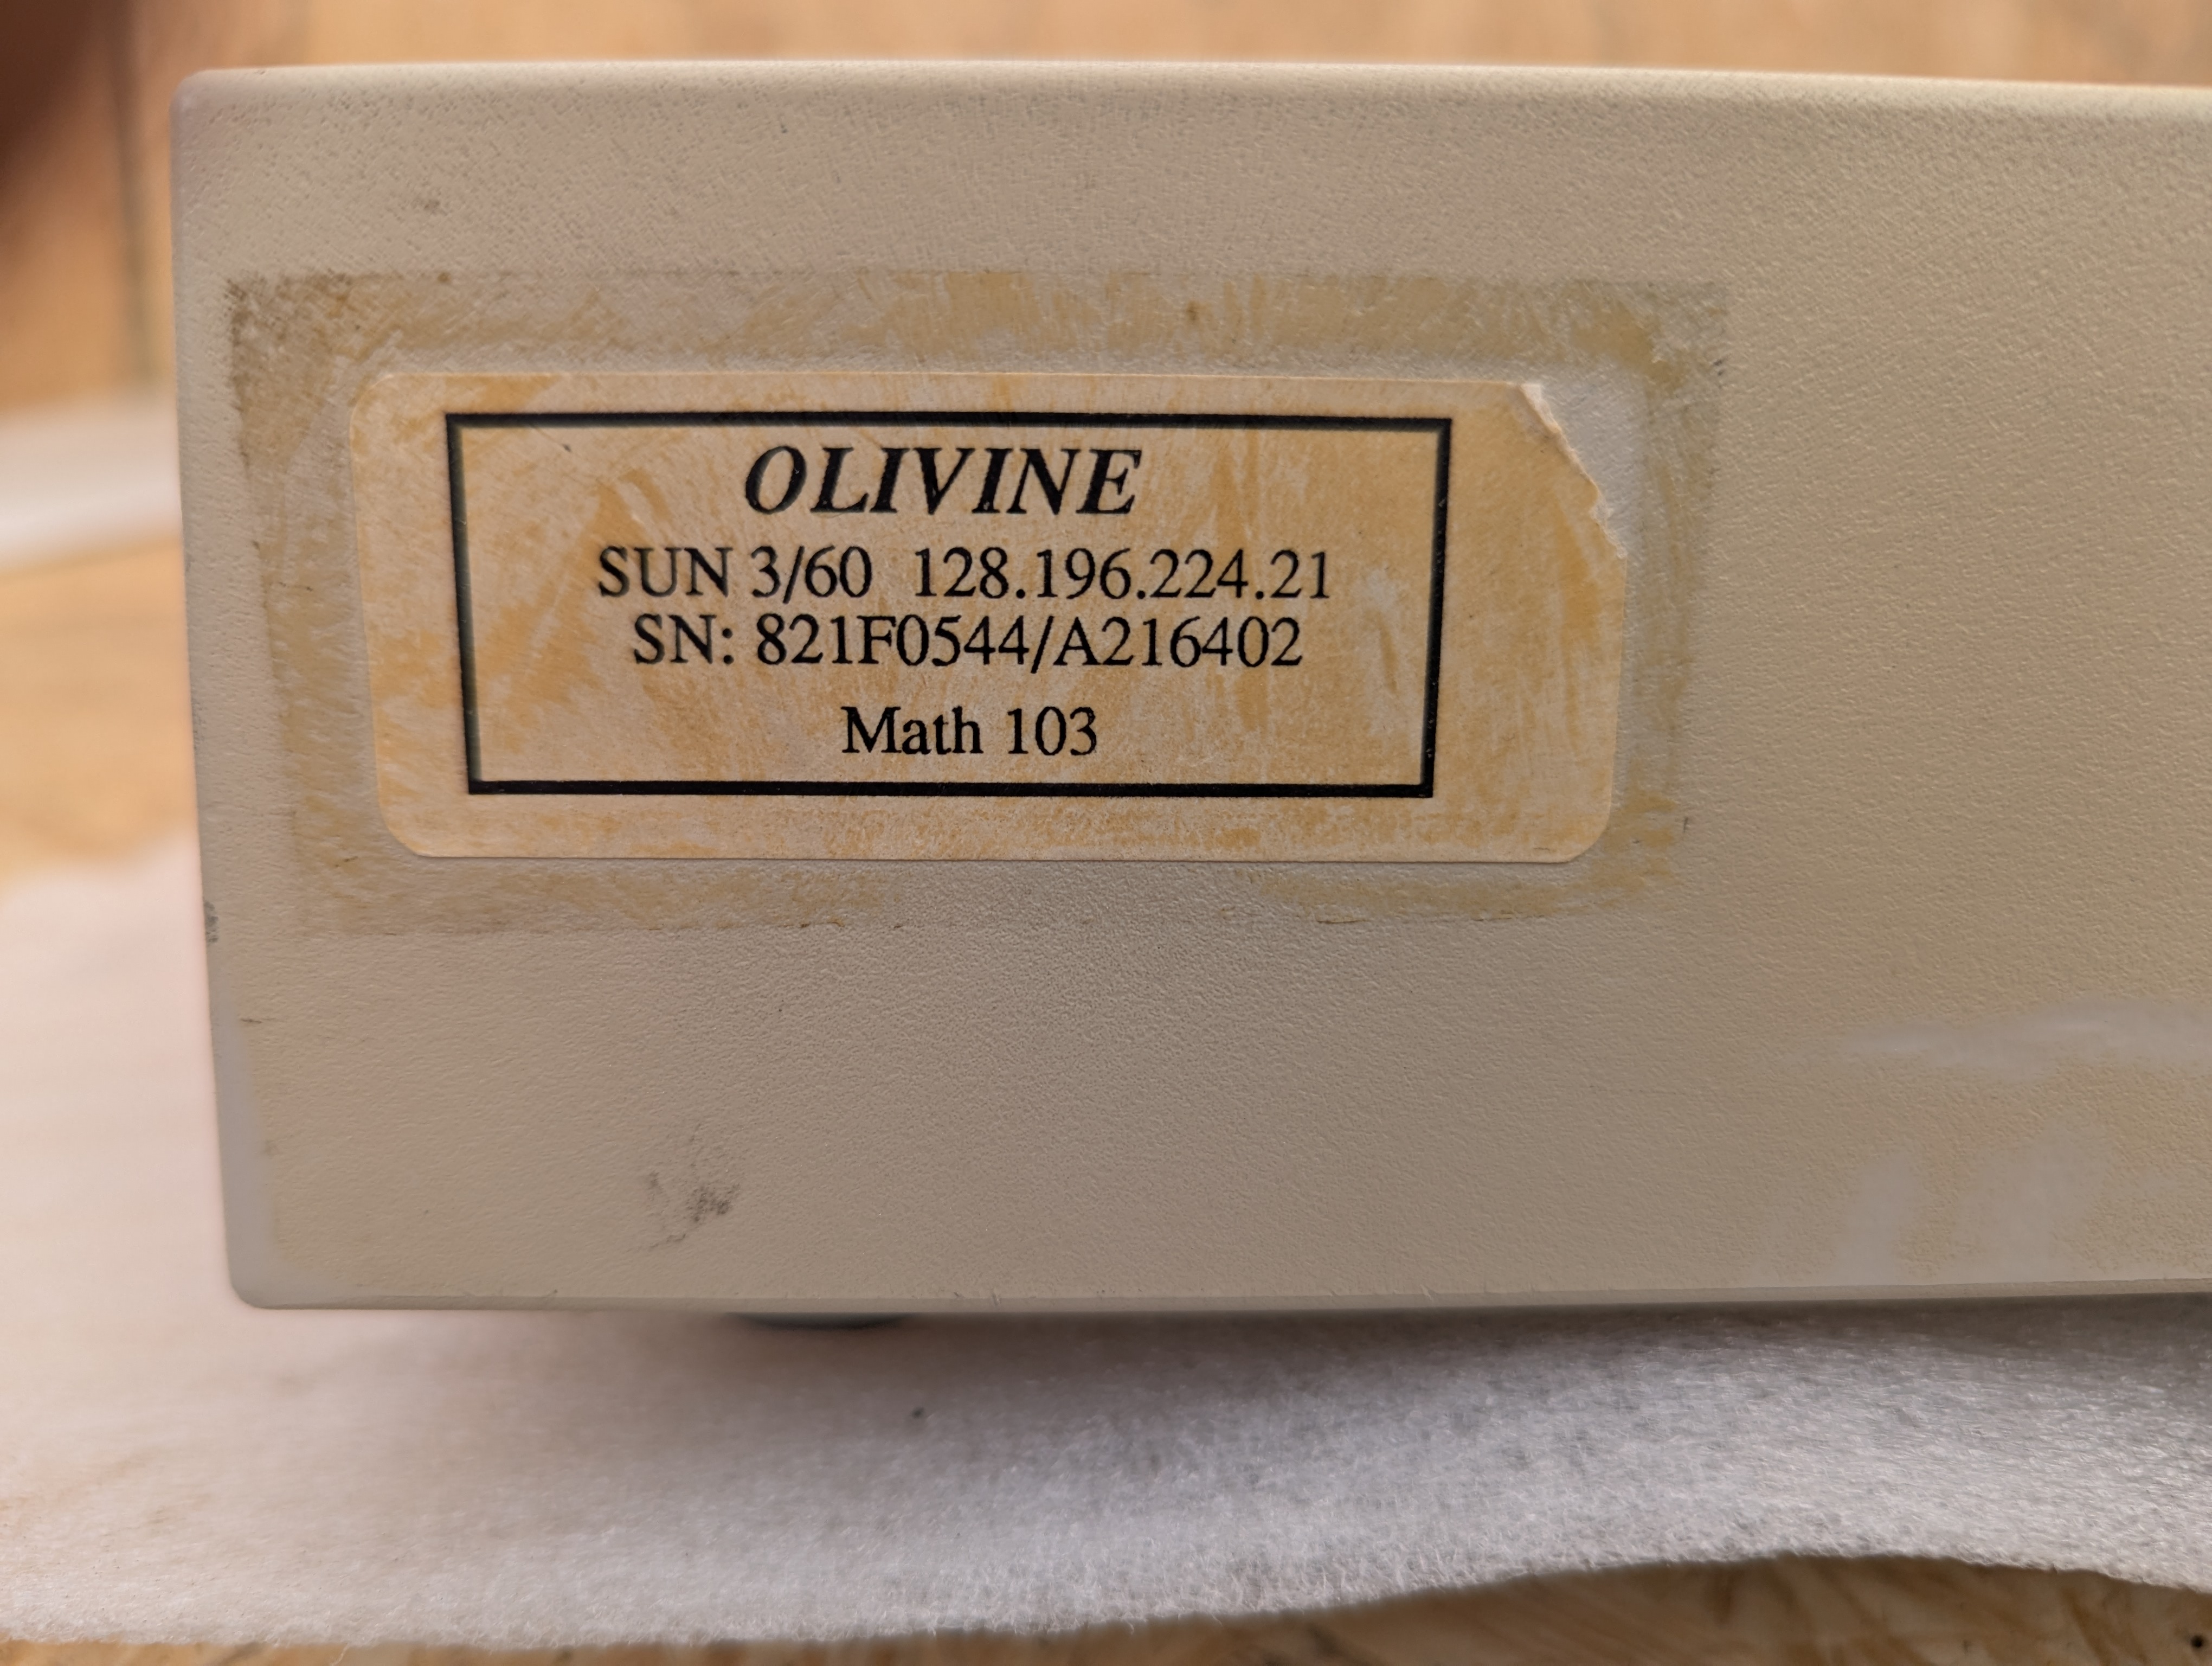 OLIVINE
SUN 3/60 128.196.224.21
SN: 821F0544/A216402
Math 103